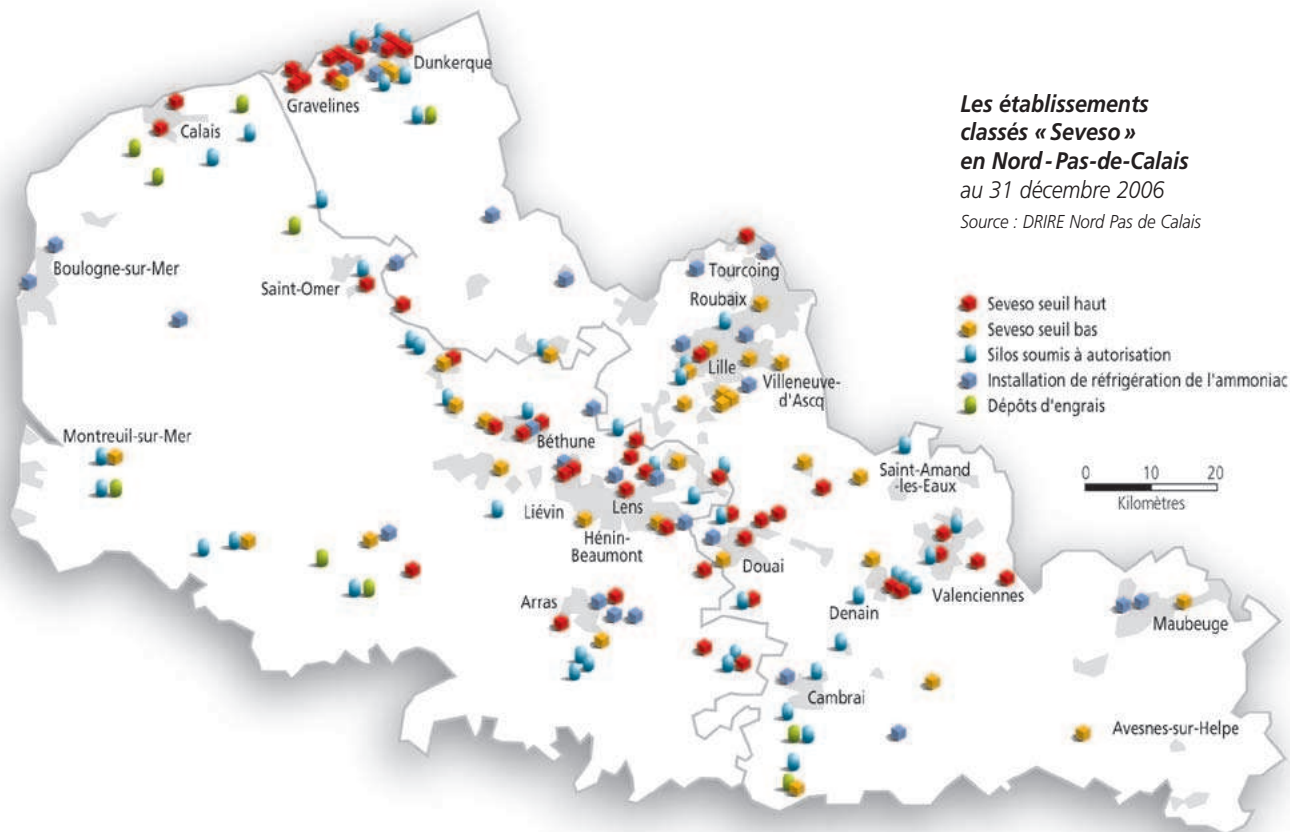 Dunkerque
Gravelines
Calais
Les établissements
classés « Seveso »
en Nord - Pas-de-Calais
au 31 décembre 2006
Source : DRIRE Nord Pas de Calais
Boulogne-sur-Mer
Saint-Omer
Tourcoing
Roubaix
Seveso seuil haut
Seveso seuil bas
Silos soumis à autorisation
Installation de réfrigération de l'ammoniac
Dépôts d'engrais
Lille
Villeneuve-
d'Ascq
Montreuil-sur-Mer
Béthune
Saint-Amand
-les-Eaux
0 10 20
Kilomètres
Liévin
Lens
Hénin-
Beaumont
Douai
Arras
Denain
Valenciennes
Maubeuge
Cambrai
Avesnes-sur-Helpe